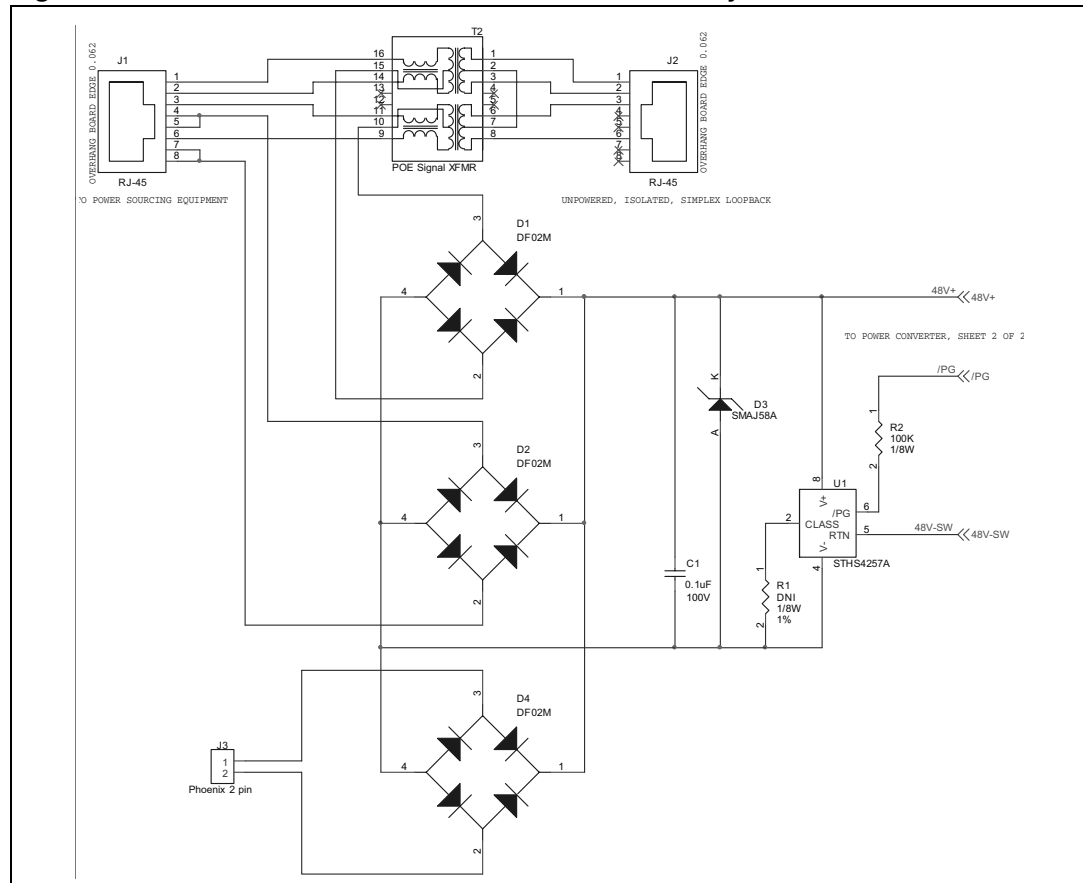 OVERHANG BOARD EDGE 0.062
J1
1
2
3
4
5
6
7
8
RJ-45
TO POWER SOURCING EQUIPMENT
T2
16
15
14
13
12
11
10
9
1
2
3
4
5
6
7
8
POE Signal XFMR
J2
1
2
3
4
5
6
7
8
RJ-45
OVERHANG BOARD EDGE 0.062
UNPOWERED, ISOLATED, SIMPLEX LOOPBACK
3
D1
DF02M
4
1
2
48V+
48V+
TO POWER CONVERTER, SHEET 2 OF 2
/PG
/PG
K
D3
SMAJ58A
A
1
R2
100K
1/8W
2
3
D2
DF02M
4
1
2
8
U1
V+
/PG
6
2
CLASS
RTN
5
48V-SW
48V-SW
V-
STHS4257A
4
C1
0.1uF
100V
1
R1
DNI
1/8W
1%
2
3
D4
DF02M
4
1
2
J3
1
2
Phoenix 2 pin